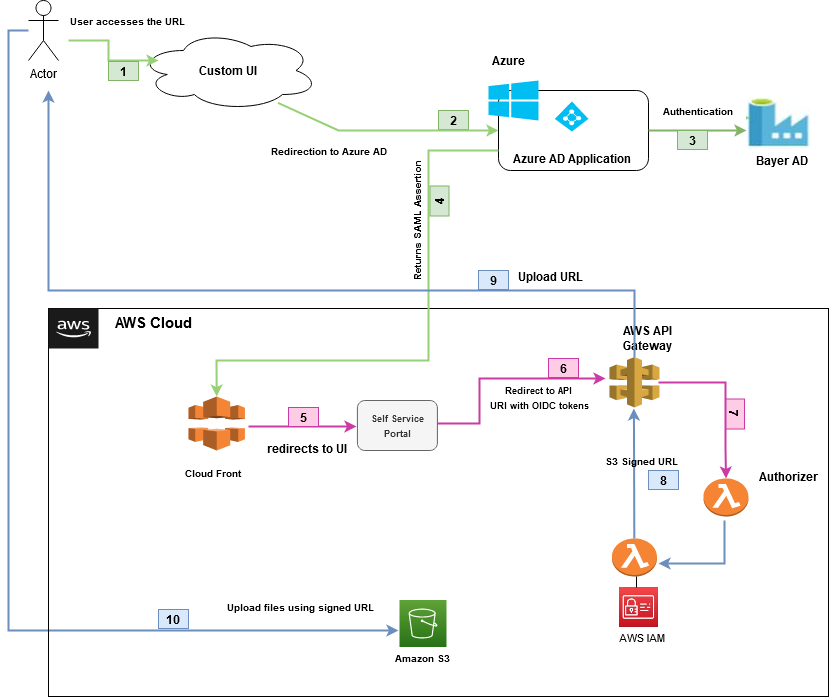 User accesses the URL
Actor
1
Custom UI
Azure
2
Redirection to Azure AD
Azure AD Application
Authentication
3
Bayer AD
Returns SAML Assertion
4
9
Upload URL
aws
AWS Cloud
AWS API
Gateway
6
Redirect to API
URI with OIDC tokens
7
5
redirects to UI
Self Service
Portal
Cloud Front
S3 Signed URL
8
Authorizer
AWS IAM
10
Upload files using signed URL
Amazon S3